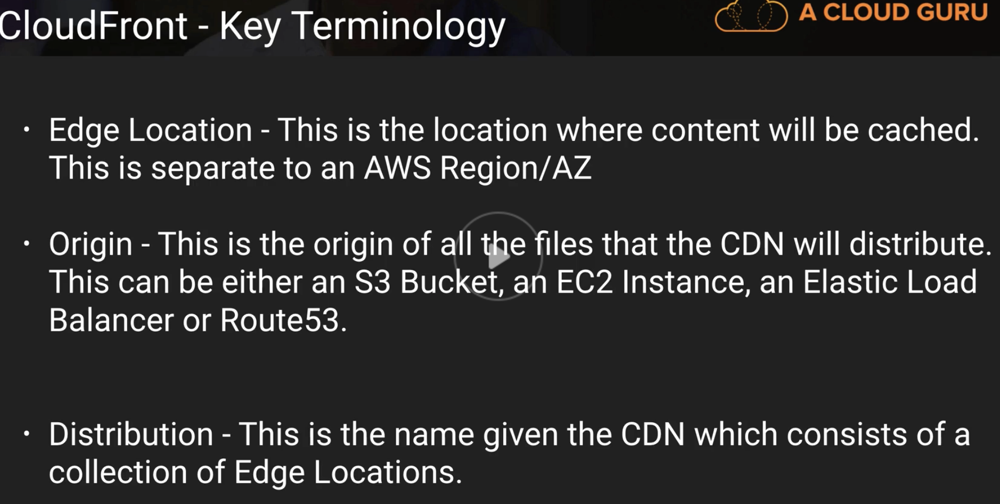 CloudFront - Key Terminology
A CLOUD GURU
· Edge Location - This is the location where content will be cached.
This is separate to an AWS Region/AZ
· Origin - This is the origin of all the files that the CDN will distribute.
This can be either an S3 Bucket, an EC2 Instance, an Elastic Load
Balancer or Route53.
· Distribution - This is the name given the CDN which consists of a
collection of Edge Locations.